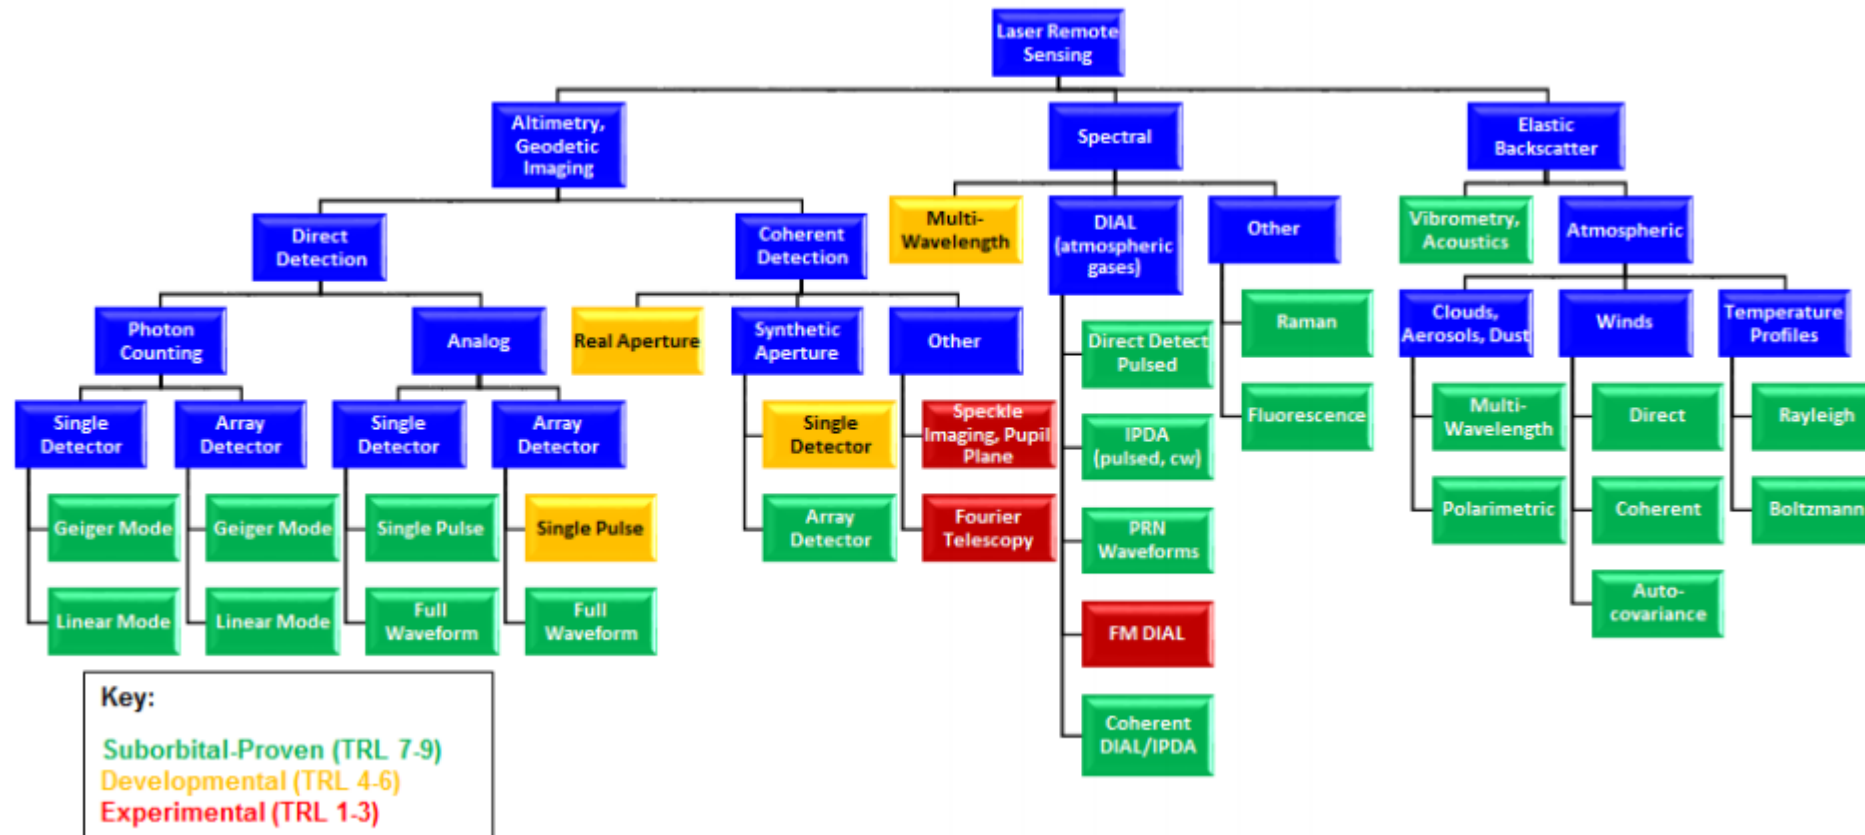 Laser Remote
Sensing
Altimetry,
Geodetic
Imaging
Spectral
Elastic
Backscatter
Direct
Detection
Coherent
Detection
Multi-
Wavelength
DIAL
(atmospheric
gases)
Other
Vibrometry,
Acoustics
Atmospheric
Photon
Counting
Analog
Real Aperture
Synthetic
Aperture
Other
Direct Detect
Pulsed
Raman
Clouds,
Aerosols, Dust
Winds
Temperature
Profiles
Single
Detector
Array
Detector
Single
Detector
Array
Detector
Single
Detector
Speckle
Imaging, Pupil
Plane
IPDA
(pulsed, cw)
Fluorescence
Multi-
Wavelength
Direct
Rayleigh
Geiger Mode
Geiger Mode
Single Pulse
Single Pulse
Array
Detector
Fourier
Telescopy
PRN
Waveforms
Polarimetric
Coherent
Boltzmann
Linear Mode
Linear Mode
Full
Waveform
Full
Waveform
FM DIAL
Auto-
covariance
Coherent
DIAL/IPDA
Key:
Suborbital-Proven (TRL 7-9)
Developmental (TRL 4-6)
Experimental (TRL 1-3)